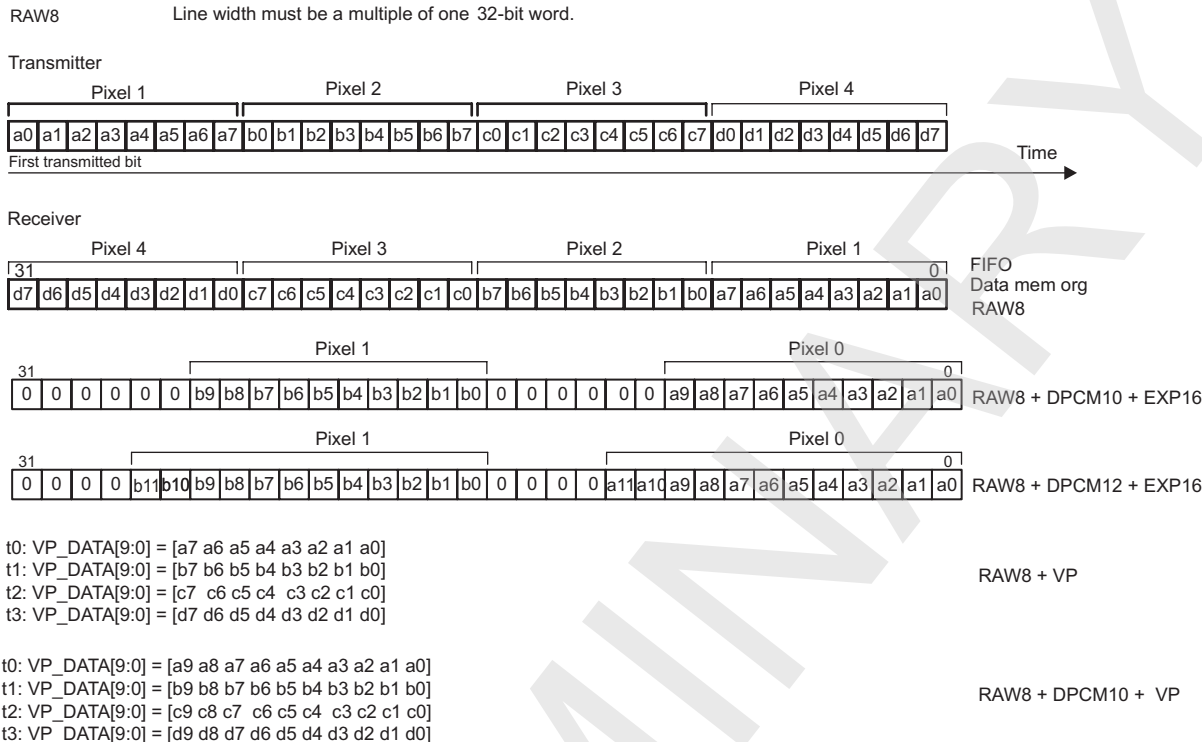 RAW8 Line width must be a multiple of one 32-bit word.
Transmitter
Pixel 1 Pixel 2 Pixel 3 Pixel 4
a0 a1 a2 a3 a4 a5 a6 a7 b0 b1 b2 b3 b4 b5 b6 b7 c0 c1 c2 c3 c4 c5 c6 c7 d0 d1 d2 d3 d4 d5 d6 d7
First transmitted bit
Time
Receiver
Pixel 4 Pixel 3 Pixel 2 Pixel 1
31 0
d7 d6 d5 d4 d3 d2 d1 d0 c7 c6 c5 c4 c3 c2 c1 c0 b7 b6 b5 b4 b3 b2 b1 b0 a7 a6 a5 a4 a3 a2 a1 a0
FIFO
Data mem org
RAW8
Pixel 1 Pixel 0
31 0
0 0 0 0 0 0 b9 b8 b7 b6 b5 b4 b3 b2 b1 b0 0 0 0 0 0 0 a9 a8 a7 a6 a5 a4 a3 a2 a1 a0 RAW8 + DPCM10 + EXP16
Pixel 1 Pixel 0
31 0
0 0 0 0 b11 b10 b9 b8 b7 b6 b5 b4 b3 b2 b1 b0 0 0 0 0 a11 a10 a9 a8 a7 a6 a5 a4 a3 a2 a1 a0 RAW8 + DPCM12 + EXP16
t0: VP_DATA[9:0] = [a7 a6 a5 a4 a3 a2 a1 a0]
t1: VP_DATA[9:0] = [b7 b6 b5 b4 b3 b2 b1 b0]
t2: VP_DATA[9:0] = [c7 c6 c5 c4 c3 c2 c1 c0]
t3: VP_DATA[9:0] = [d7 d6 d5 d4 d3 d2 d1 d0]
RAW8 + VP
t0: VP_DATA[9:0] = [a9 a8 a7 a6 a5 a4 a3 a2 a1 a0]
t1: VP_DATA[9:0] = [b9 b8 b7 b6 b5 b4 b3 b2 b1 b0]
t2: VP_DATA[9:0] = [c9 c8 c7 c6 c5 c4 c3 c2 c1 c0]
t3: VP_DATA[9:0] = [d9 d8 d7 d6 d5 d4 d3 d2 d1 d0]
RAW8 + DPCM10 + VP
MINARY